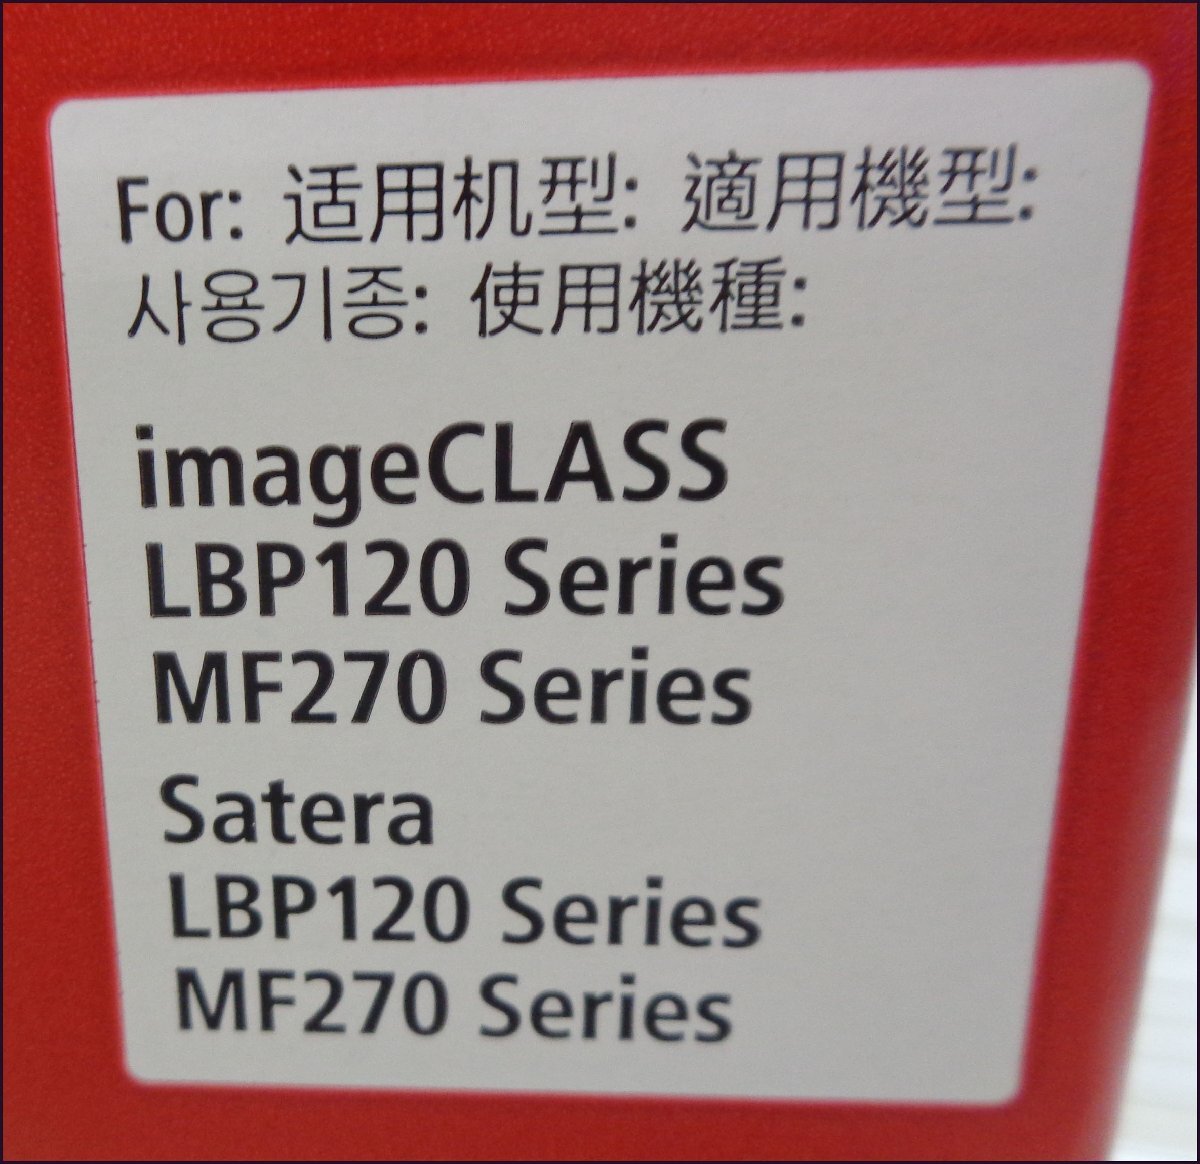 For: 适用机型: 適用機型:
사용기종: 使用機種:
imageCLASS
LBP120 Series
MF270 Series
Satera
LBP120 Series
MF270 Series